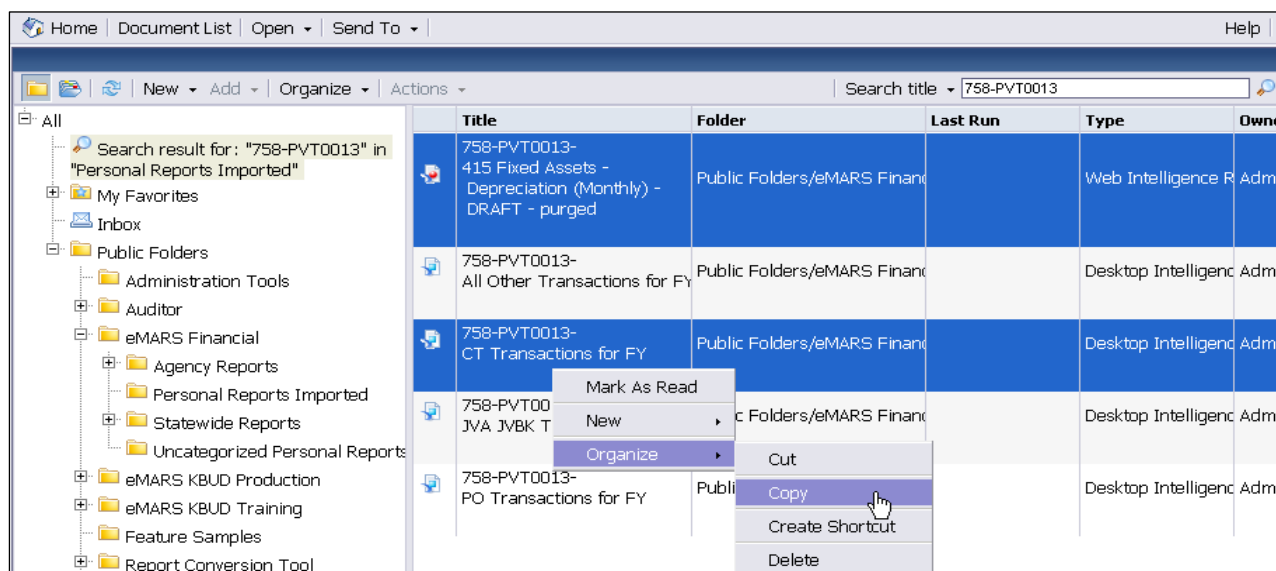 Home Document List Open Send To Help
New Add Organize Actions Search title 758-PVT0013
All
Search result for: "758-PVT0013" in
"Personal Reports Imported"
My Favorites
Inbox
Public Folders
Administration Tools
Auditor
eMARS Financial
Agency Reports
Personal Reports Imported
Statewide Reports
Uncategorized Personal Reports
eMARS KBUD Production
eMARS KBUD Training
Feature Samples
Report Conversion Tool
Title Folder Last Run Type Owne
758-PVT0013-
415 Fixed Assets -
Depreciation (Monthly) -
DRAFT - purged
Public Folders/eMARS Financ Web Intelligence R Adm
758-PVT0013-
All Other Transactions for FY
Public Folders/eMARS Financ Desktop Intelligenc Adm
758-PVT0013-
CT Transactions for FY
Public Folders/eMARS Financ Desktop Intelligenc Adm
758-PVT00
JVA JVBK T
c Folders/eMARS Financ Desktop Intelligenc Adm
758-PVT0013-
PO Transactions for FY
Publi Desktop Intelligenc Adm
Mark As Read
New
Organize
Cut
Copy
Create Shortcut
Delete